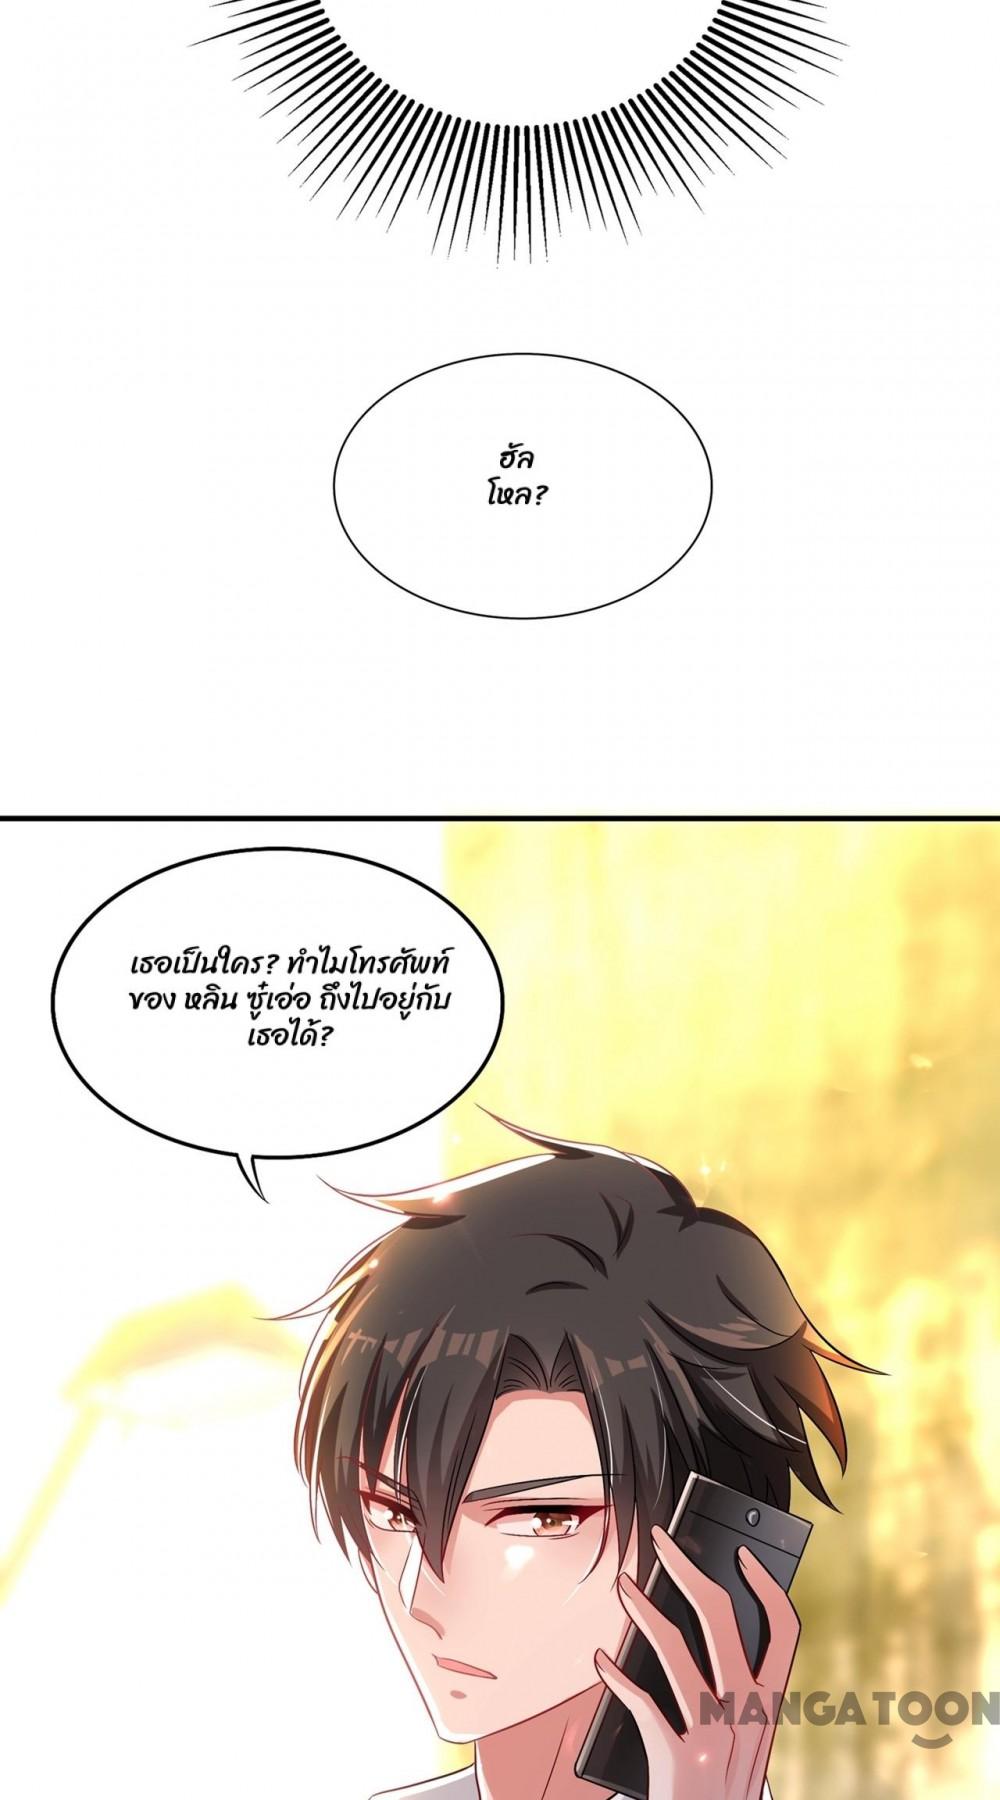 ฮัล
โหล?
เธอเป็นใคร? ทำไมโทรศัพท์
ของ หลิน ซู่เอ่อ ถึงไปอยู่กับ
เธอได้?
MANGATOON